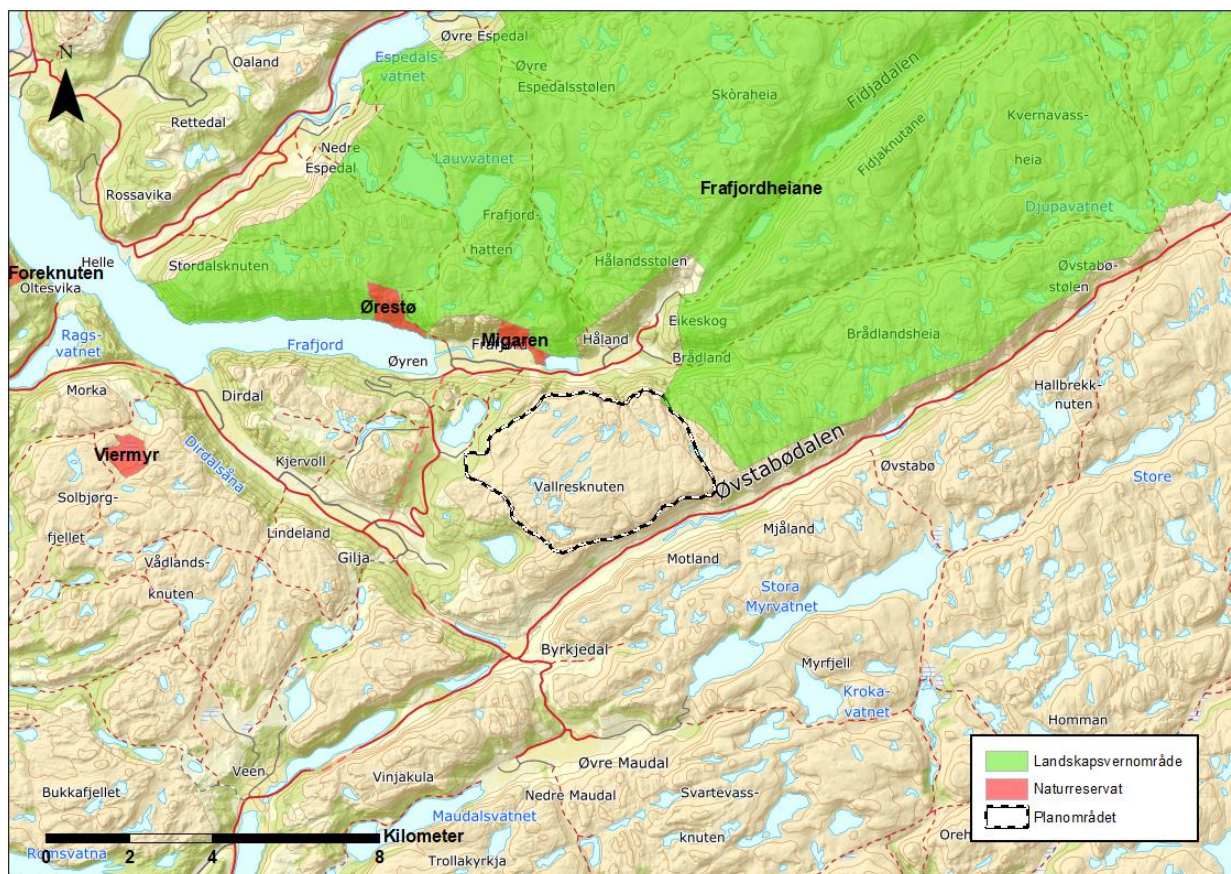 Øvre Espedal
N
Oaland
Espedals-
vatnet
Øvre
Espedalsstølen
Skòraheia
Fidjadalen
Kvernavass-
heia
Rettedal
Nedre
Espedal
Lauvvatnet
Fidjaknutane
Rossavika
Frafjordheiane
Frafjord-
hatten
Djupavatnet
Helle
Stordalsknuten
Hålandsstølen
Øvstabø-
stølen
Foreknuten
Oltesvika
Ørestø
Rags-
vatnet
Frafjord
Øyren
Migaren
Frafjord
Håland
Eikeskog
Brådland
Brådlandsheia
Morka
Dirdal
Hallbrekk-
nuten
Viermyr
Dirdalsåna
Kjervoll
Vallresknuten
Øvstabødalen
Øvstabø
Store
Solbjørg-
fjellet
Lindeland
Gilja
Mjåland
Motland
Vådlands-
knuten
Stora
Myrvatnet
Byrkjedal
Myrfjell
Kroka-
vatnet
Homman
Veen
Vinjakula
Øvre Maudal
Bukkafjellet
Nedre Maudal
Svartevass-
knuten
Maudalsvatnet
Trollakyrkja
Romsvatna
Oreh
Landskapsvernområde
Naturreservat
Planområdet
Kilometer
0 2 4 8